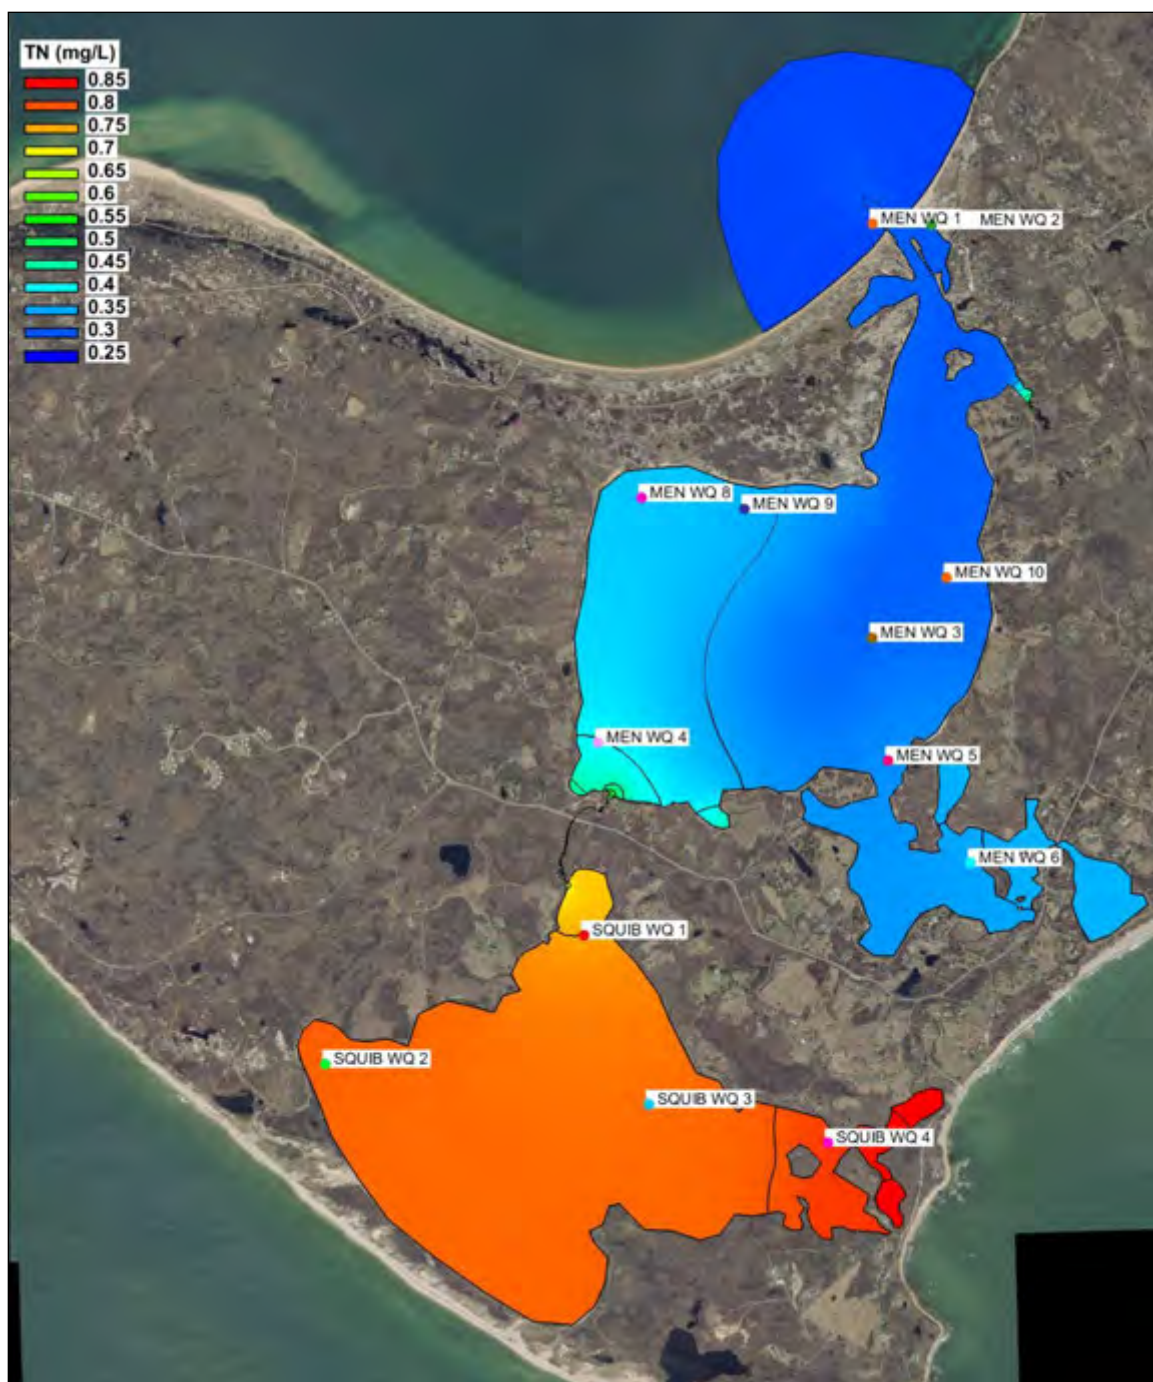 TN (mg/L)
0.85
0.8
0.75
0.7
0.65
0.6
0.55
0.5
0.45
0.4
0.35
0.3
0.25
MEN WQ 1
MEN WQ 2
MEN WQ 8
MEN WQ 9
MEN WQ 10
MEN WQ 3
MEN WQ 4
MEN WQ 5
MEN WQ 6
SQUIB WQ 1
SQUIB WQ 2
SQUIB WQ 3
SQUIB WQ 4